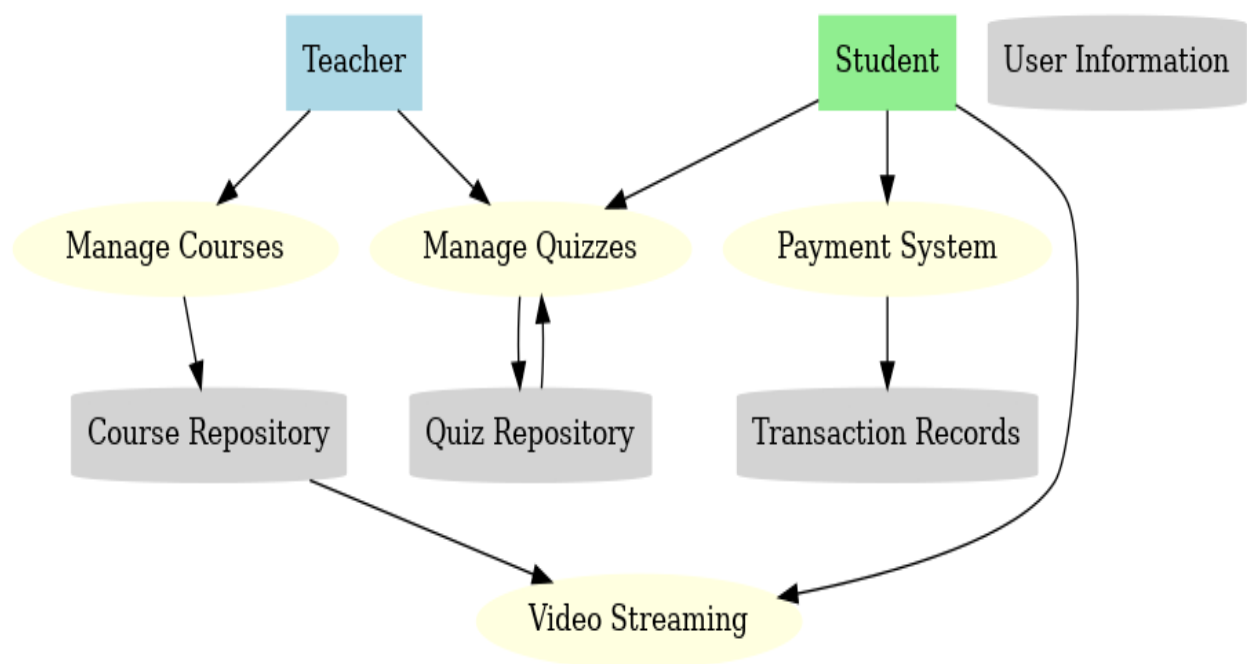 Teacher
Student
User Information
Manage Courses
Manage Quizzes
Payment System
Course Repository
Quiz Repository
Transaction Records
Video Streaming